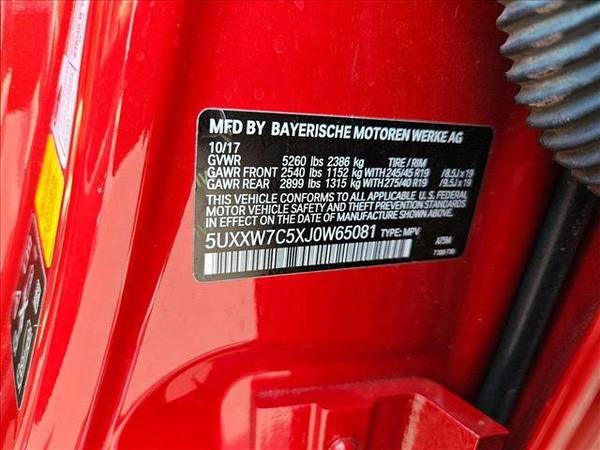 MFD BY BAYERISCHE MOTOREN WERKE AG
10/17
GVWR 5260 lbs 2386 kg TIRE / RIM
GAWR FRONT 2540 lbs 1152 kg WITH 245/45 R19 /8.5J x 19
GAWR REAR 2899 lbs 1315 kg WITH 275/40 R19 /9.5J x 19
THIS VEHICLE CONFORMS TO ALL APPLICABLE U.S. FEDERAL
MOTOR VEHICLE SAFETY STANDARDS
IN EFFECT ON THE DATE OF MANUFACTURE SHOWN ABOVE.
5UXXW7C5XJ0W65081 TYPE: MPV